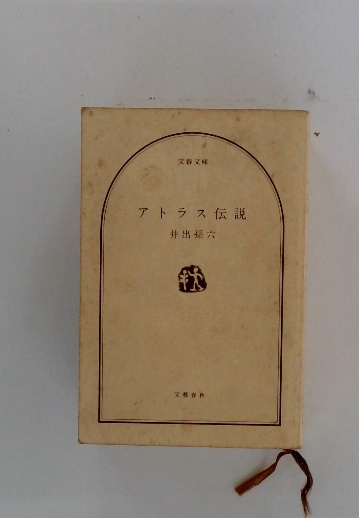 文春文庫
アトラス伝説
井出孫六
文藝春秋